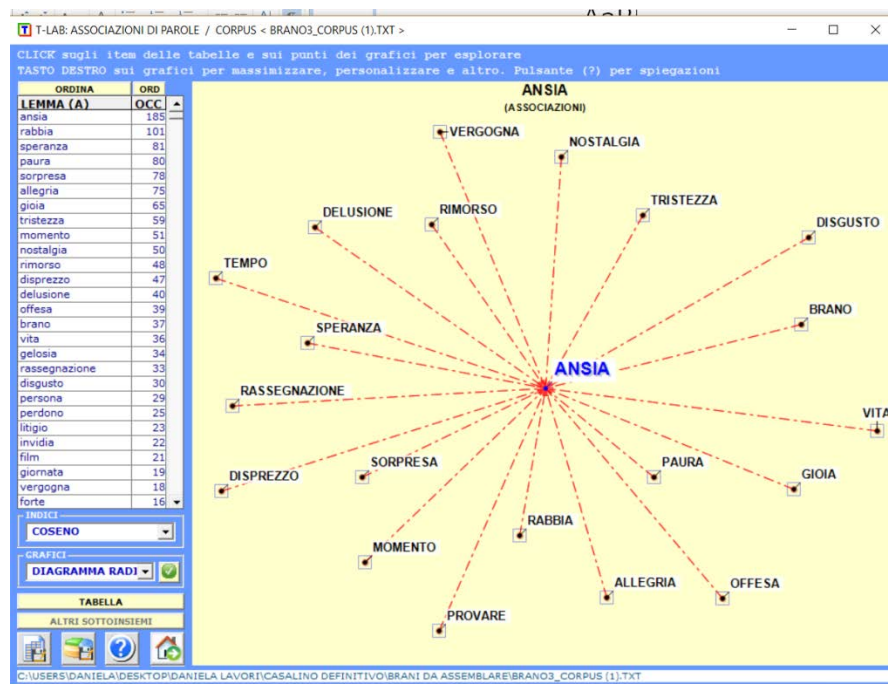 AaBl
T-LAB: ASSOCIAZIONI DI PAROLE / CORPUS < BRANO3_CORPUS (1).TXT >
CLICK sugli item delle tabelle e sui punti dei grafici per esplorare
TASTO DESTRO sui grafici per massimizzare, personalizzare e altro. Pulsante (?) per spiegazioni
ORDINA ORD
LEMMA (A) OCC
ansia 185
rabbia 101
speranza 81
paura 80
sorpresa 78
allegria 75
gioia 65
tristezza 59
momento 51
nostalgia 50
rimorso 48
disprezzo 47
delusione 40
offesa 39
brano 37
vita 36
gelosia 34
rassegnazione 33
disgusto 30
persona 29
perdono 25
litigio 23
invidia 22
film 21
giornata 19
vergogna 18
forte 16
INDICI
COSENO
GRAFICI
DIAGRAMMA RADI
TABELLA
ALTRI SOTTOINSIEMI
ANSIA
(ASSOCIAZIONI)
VERGOGNA
NOSTALGIA
TRISTEZZA
DELUSIONE
RIMORSO
DISGUSTO
TEMPO
BRANO
SPERANZA
ANSIA
RASSEGNAZIONE
VITA
SORPRESA
PAURA
GIOIA
DISPREZZO
RABBIA
MOMENTO
ALLEGRIA
OFFESA
PROVARE
C:\USERS\DANIELA\DESKTOP\DANIELA LAVORI\CASALINO DEFINITIVO\BRANI DA ASSEMBLARE\BRANO3_CORPUS (1).TXT